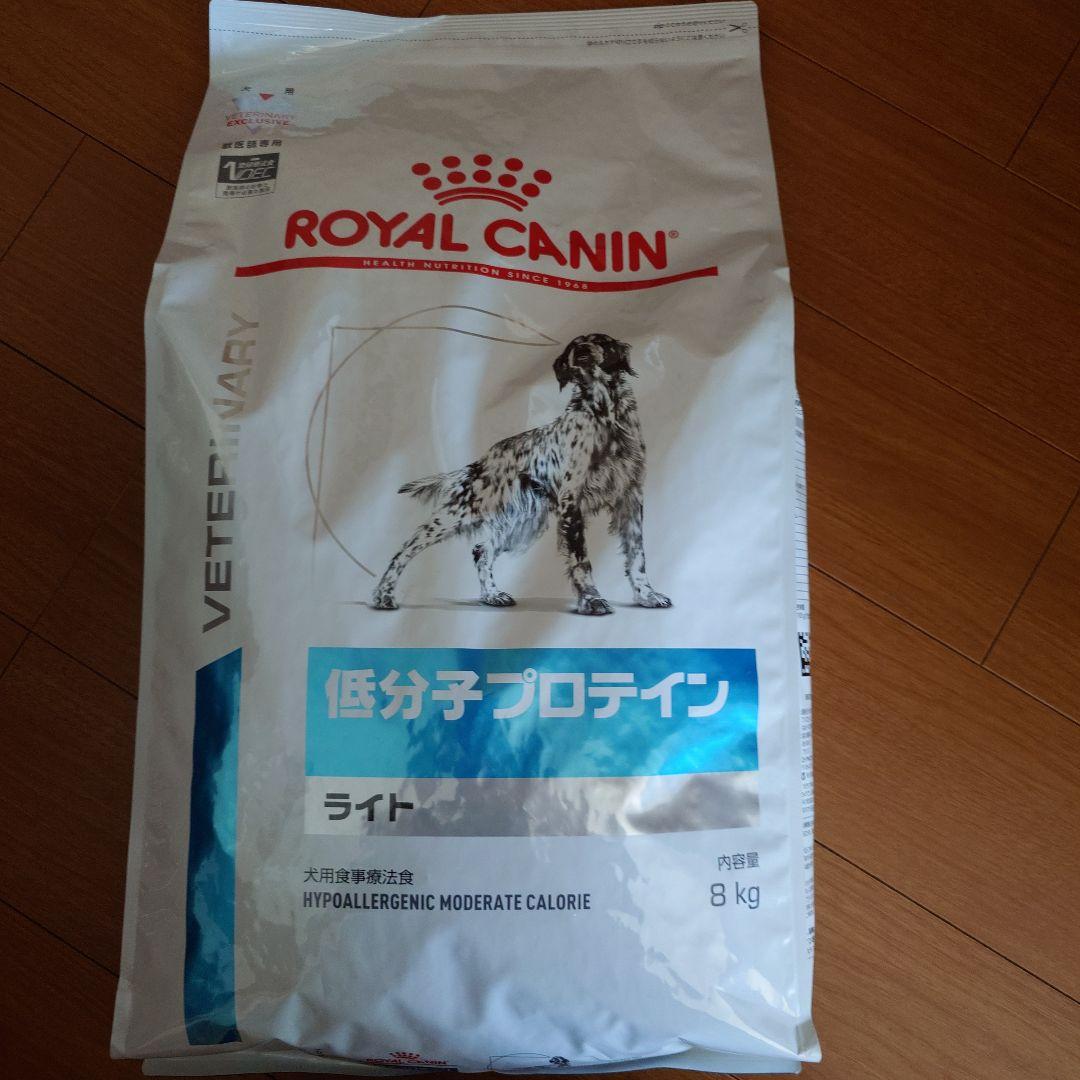 犬 用
VETERINARY
EXCLUSIVE
獣医師専用
ROYAL CANIN®
HEALTH NUTRITION SINCE 1968
VETERINARY
低分子プロテイン
ライト
犬用食事療法食
HYPOALLERGENIC MODERATE CALORIE
内容量
8 kg
ROYAL CANIN